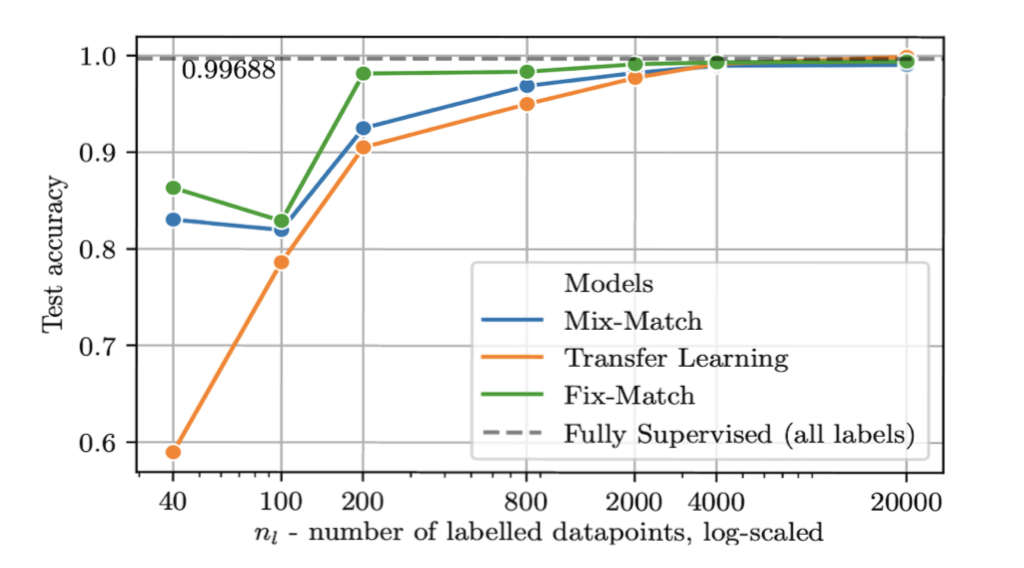 1.0
0.99688
0.9
0.8
0.7
0.6
Test accuracy
Models
Mix-Match
Transfer Learning
Fix-Match
Fully Supervised (all labels)
40 100 200 800 2000 4000 20000
nₗ - number of labelled datapoints, log-scaled